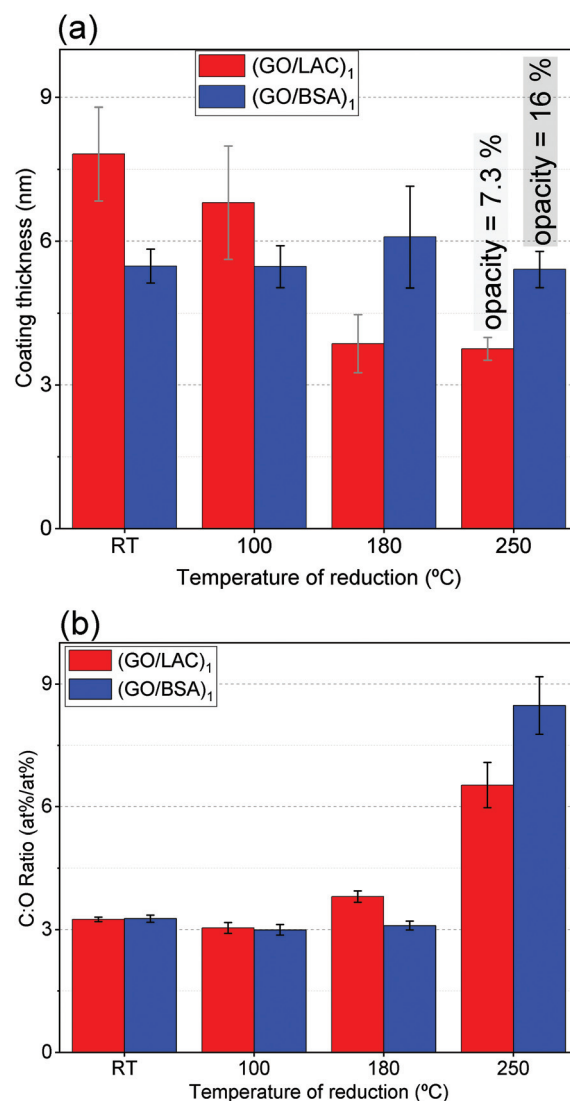 (a)
(GO/LAC)₁
(GO/BSA)₁
opacity = 7.3 %
opacity = 16 %
Coating thickness (nm)
9
6
3
0
RT 100 180 250
Temperature of reduction (ºC)
(b)
(GO/LAC)₁
(GO/BSA)₁
C:O Ratio (at%/at%)
9
6
3
0
RT 100 180 250
Temperature of reduction (ºC)